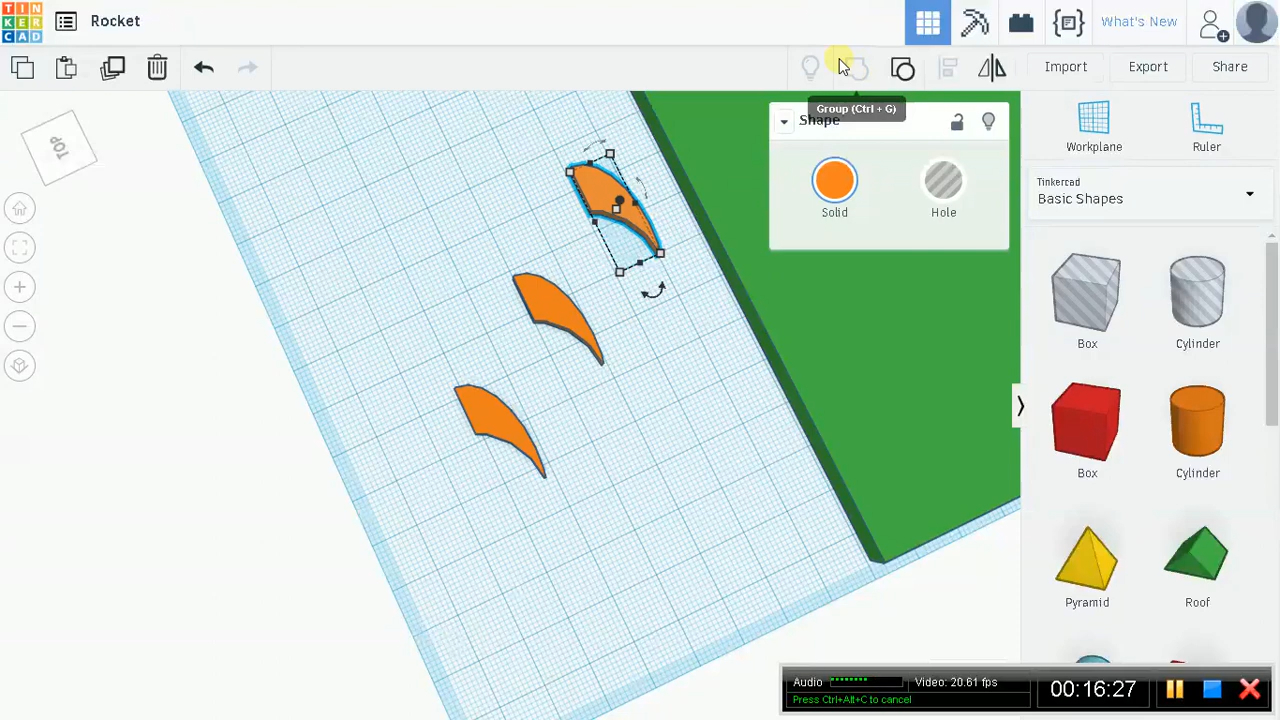 TIN
KER
CAD
Rocket
What's New
Import
Export
Share
Group (Ctrl + G)
Shape
Solid
Hole
TOP
Workplane
Ruler
Tinkercad
Basic Shapes
Box
Cylinder
Box
Cylinder
Pyramid
Roof
Audio
Video: 20.61 fps
Press Ctrl+Alt+C to cancel
00:16:27